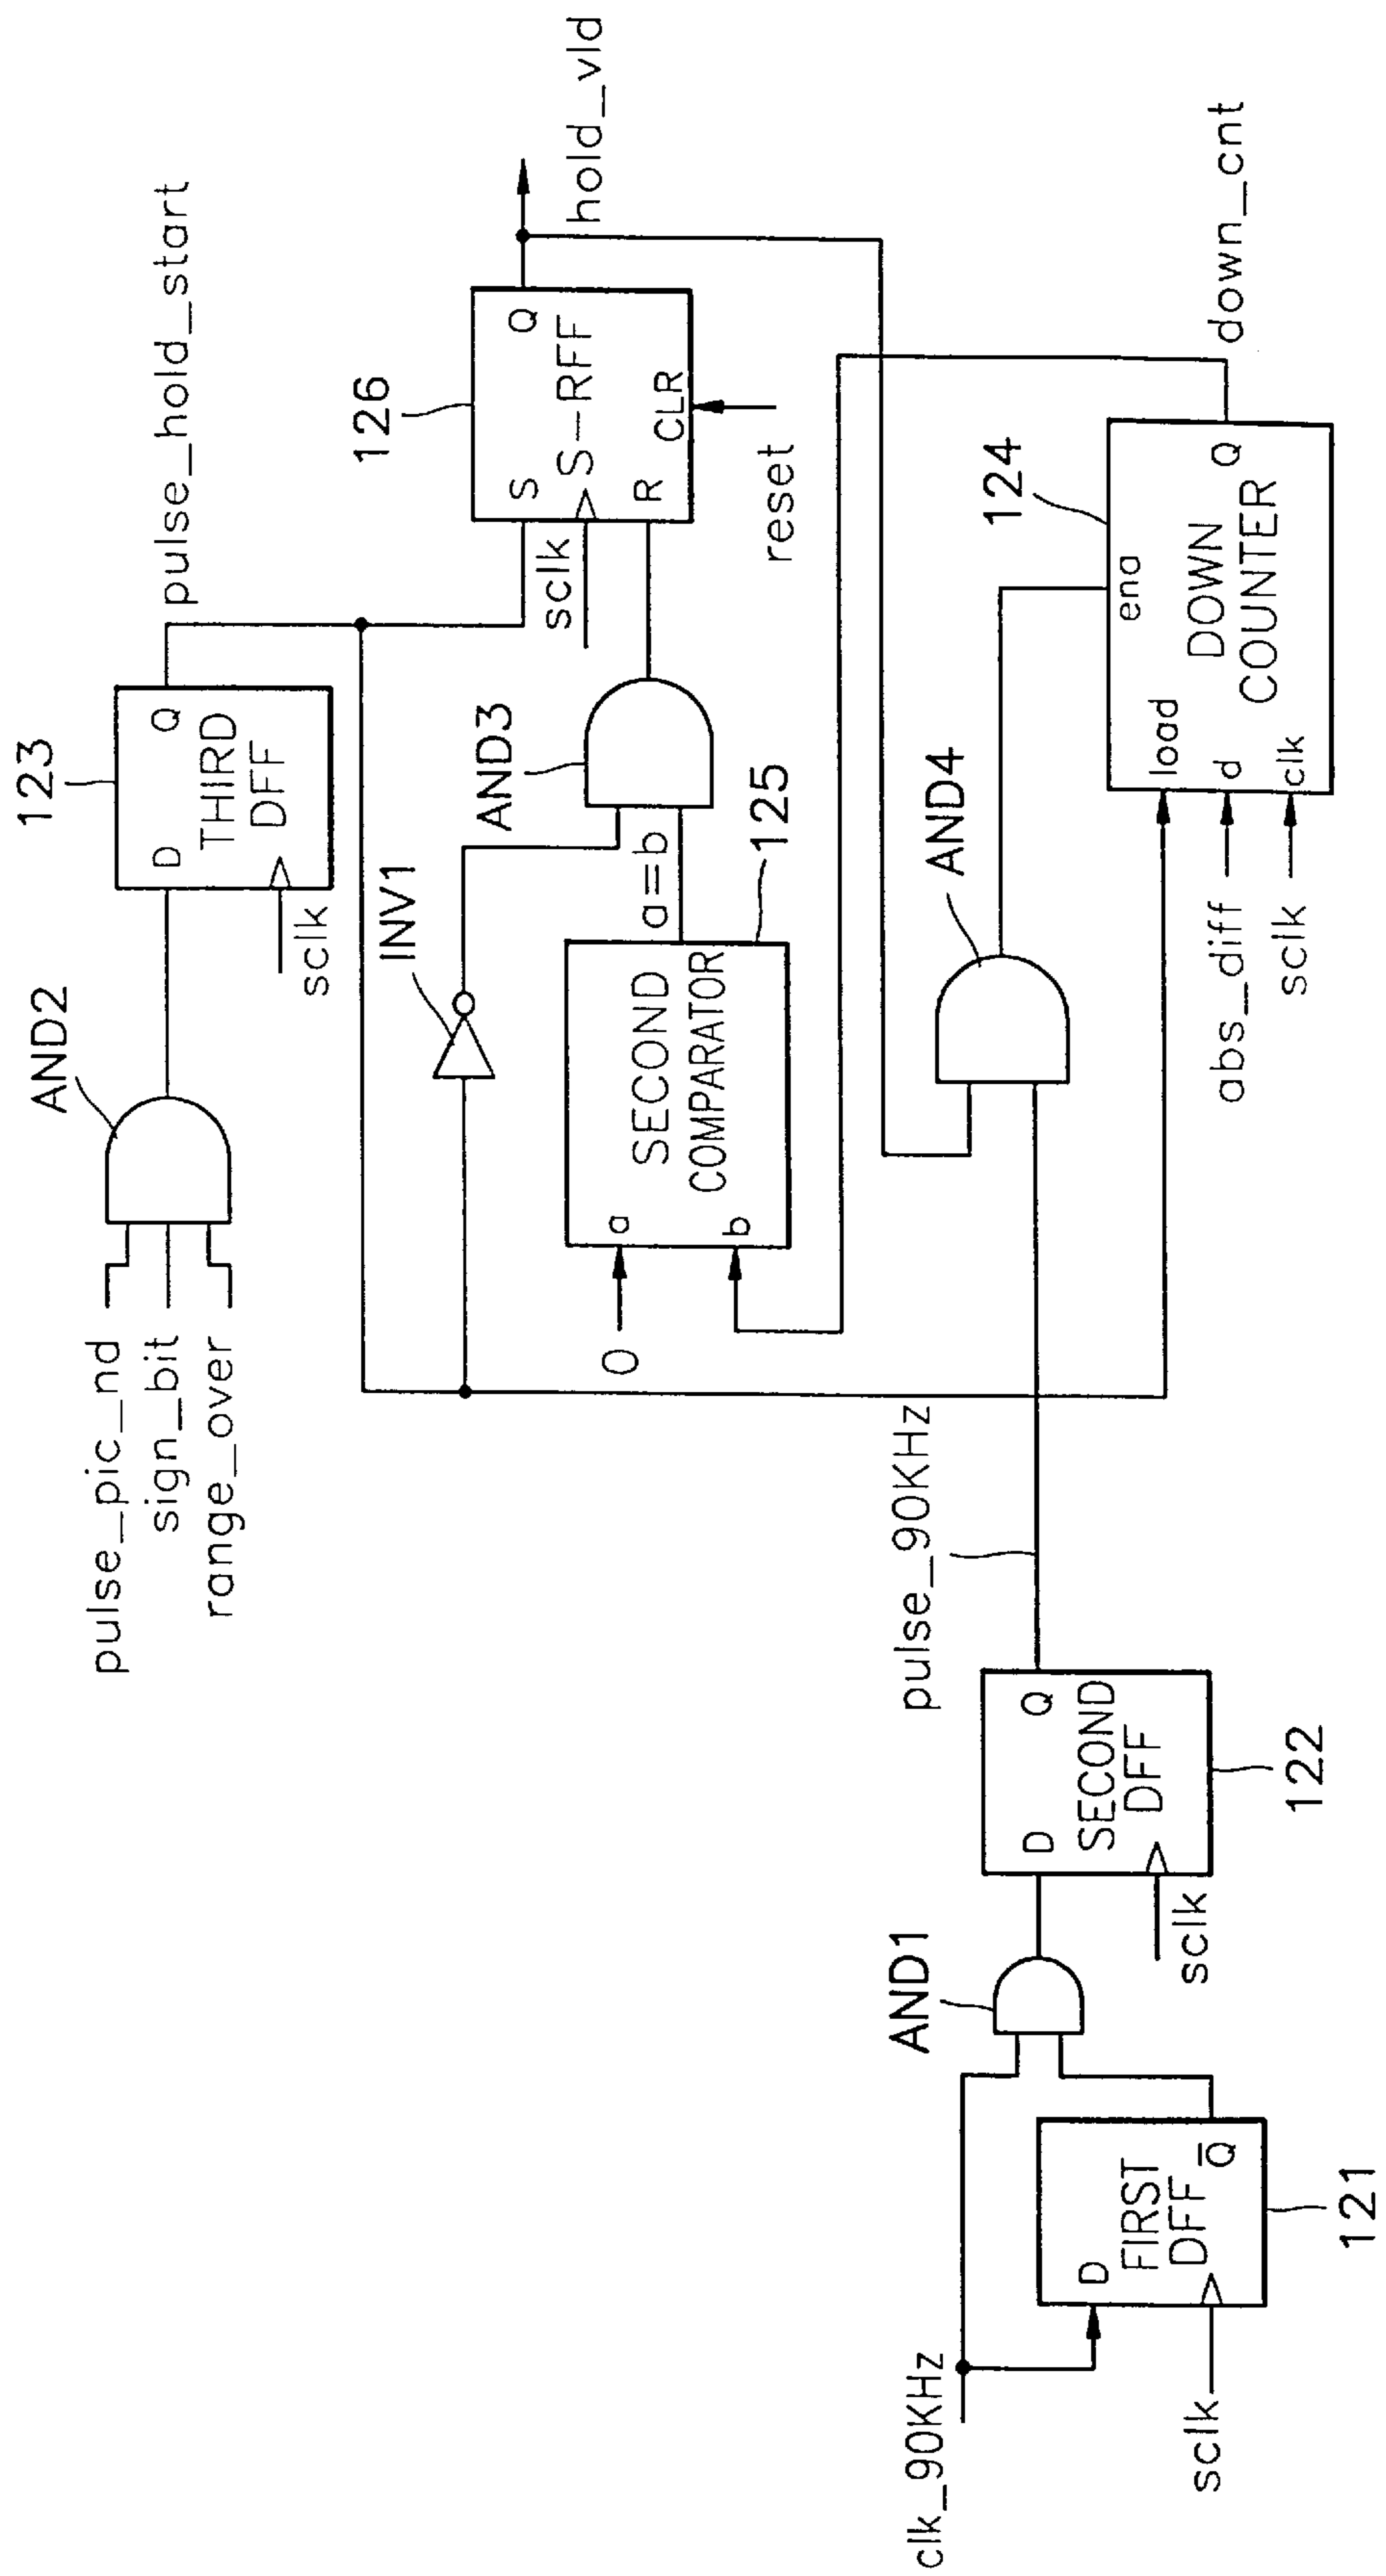 pulse_pic_nd
sign_bit
range_over
AND2
123
D
Q
THIRD
DFF
sclk
pulse_hold_start
INV1
AND3
126
S
Q
S-RFF
sclk
R
CLR
reset
hold_vld
0
a
b
SECOND
COMPARATOR
a=b
125
clk_90KHz
D
FIRST
DFF
Q̅
sclk
121
AND1
D
Q
SECOND
DFF
sclk
122
pulse_90KHz
AND4
124
ena
load
d
clk
DOWN
COUNTER
Q
abs_diff
sclk
down_cnt